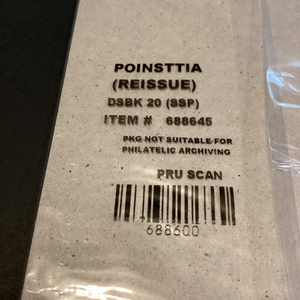 POINSTTIA
(REISSUE)
DSBK 20 (SSP)
ITEM # 688645
PKG NOT SUITABLE FOR
PHILATELIC ARCHIVING
PRU SCAN
688600